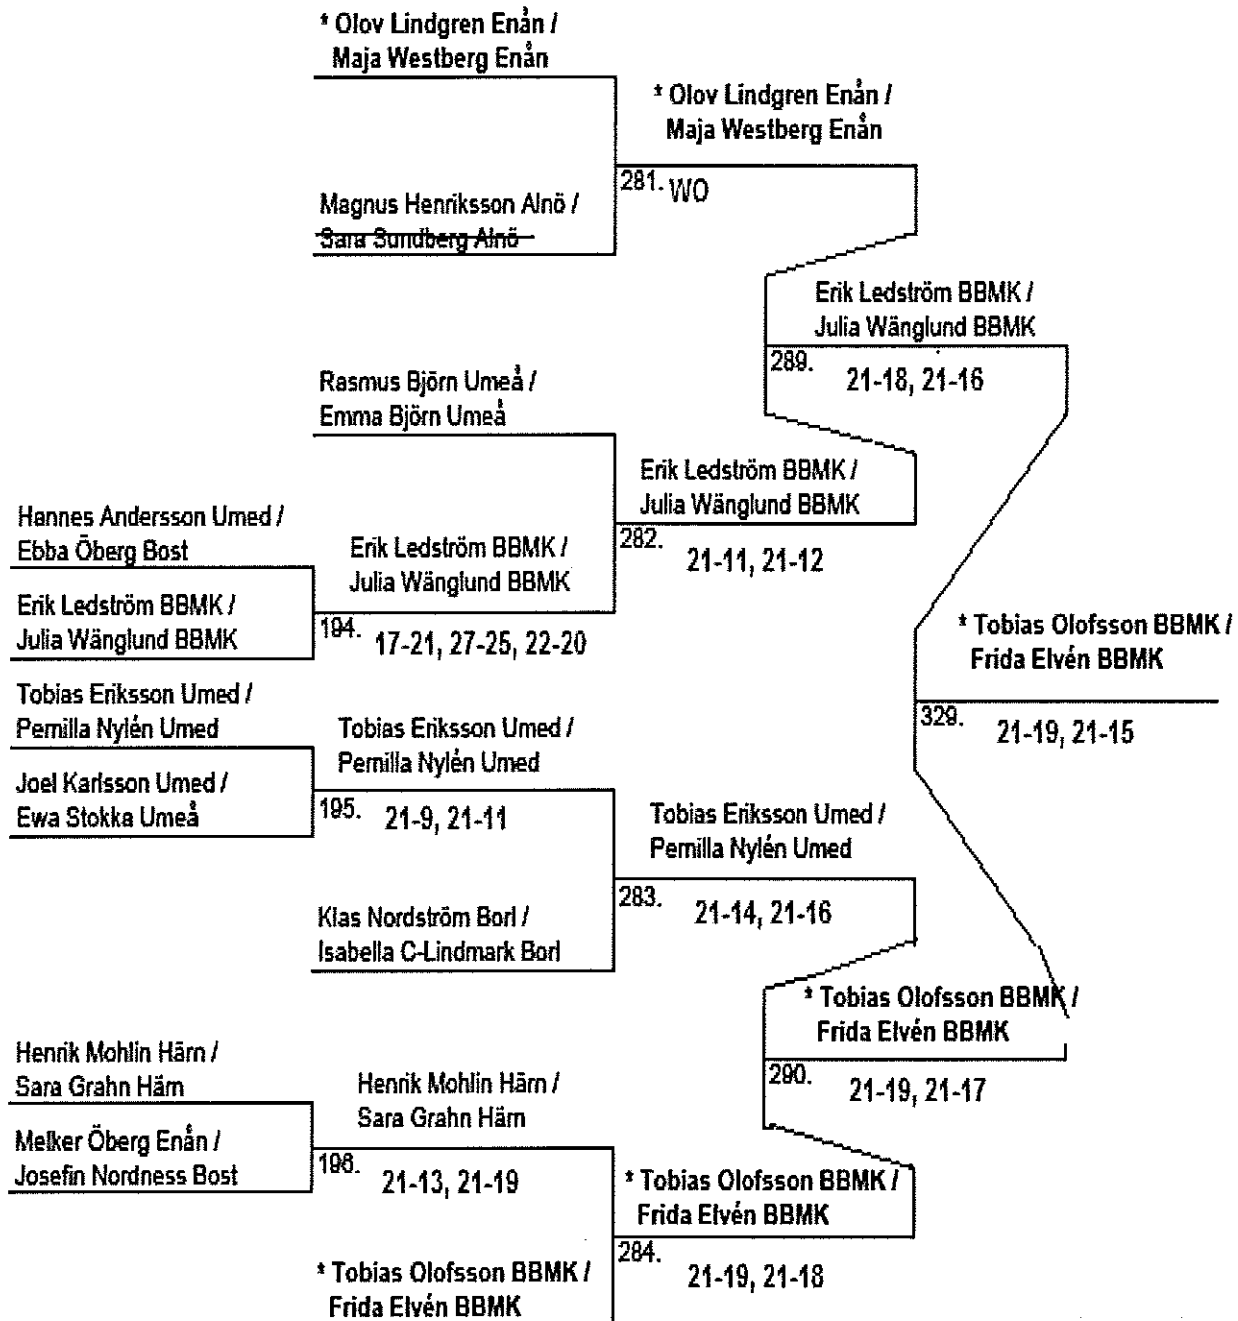 * Olov Lindgren Enån /
Maja Westberg Enån
* Olov Lindgren Enån /
Maja Westberg Enån
281. WO
Magnus Henriksson Alnö /
Sara Sundberg Alnö
Erik Ledström BBMK /
Julia Wänglund BBMK
289. 21-18, 21-16
Rasmus Björn Umeå /
Emma Björn Umeå
Erik Ledström BBMK /
Julia Wänglund BBMK
282. 21-11, 21-12
Hannes Andersson Umed /
Ebba Öberg Bost
Erik Ledström BBMK /
Julia Wänglund BBMK
Erik Ledström BBMK /
Julia Wänglund BBMK
194. 17-21, 27-25, 22-20
* Tobias Olofsson BBMK /
Frida Elvén BBMK
329. 21-19, 21-15
Tobias Eriksson Umed /
Pernilla Nylén Umed
Tobias Eriksson Umed /
Pernilla Nylén Umed
Joel Karlsson Umed /
Ewa Stokka Umeå
195. 21-9, 21-11
Tobias Eriksson Umed /
Pernilla Nylén Umed
283. 21-14, 21-16
Klas Nordström Borl /
Isabella C-Lindmark Borl
* Tobias Olofsson BBMK /
Frida Elvén BBMK
290. 21-19, 21-17
Henrik Mohlin Härn /
Sara Grahn Härn
Henrik Mohlin Härn /
Sara Grahn Härn
Melker Öberg Enån /
Josefin Nordness Bost
196. 21-13, 21-19
* Tobias Olofsson BBMK /
Frida Elvén BBMK
284. 21-19, 21-18
* Tobias Olofsson BBMK /
Frida Elvén BBMK